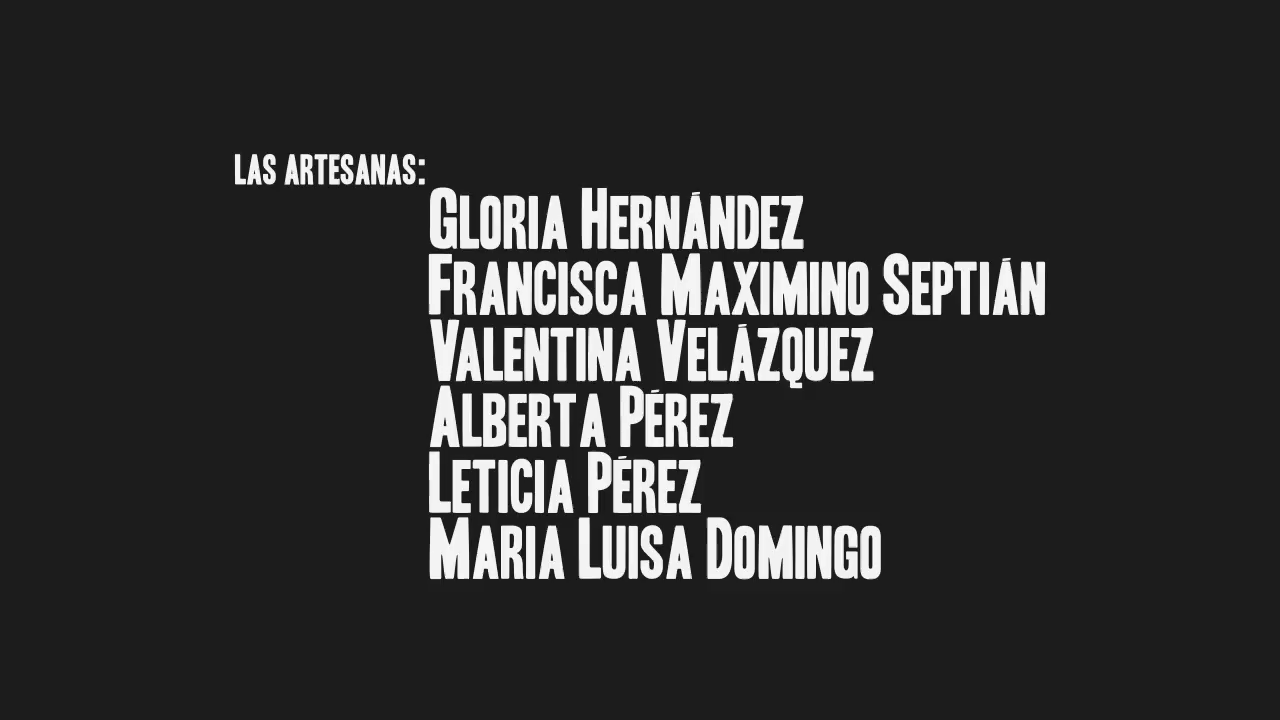 LAS ARTESANAS:
GLORIA HERNÁNDEZ
FRANCISCA MAXIMINO SEPTIÁN
VALENTINA VELÁZQUEZ
ALBERTA PÉREZ
LETICIA PÉREZ
MARIA LUISA DOMINGO